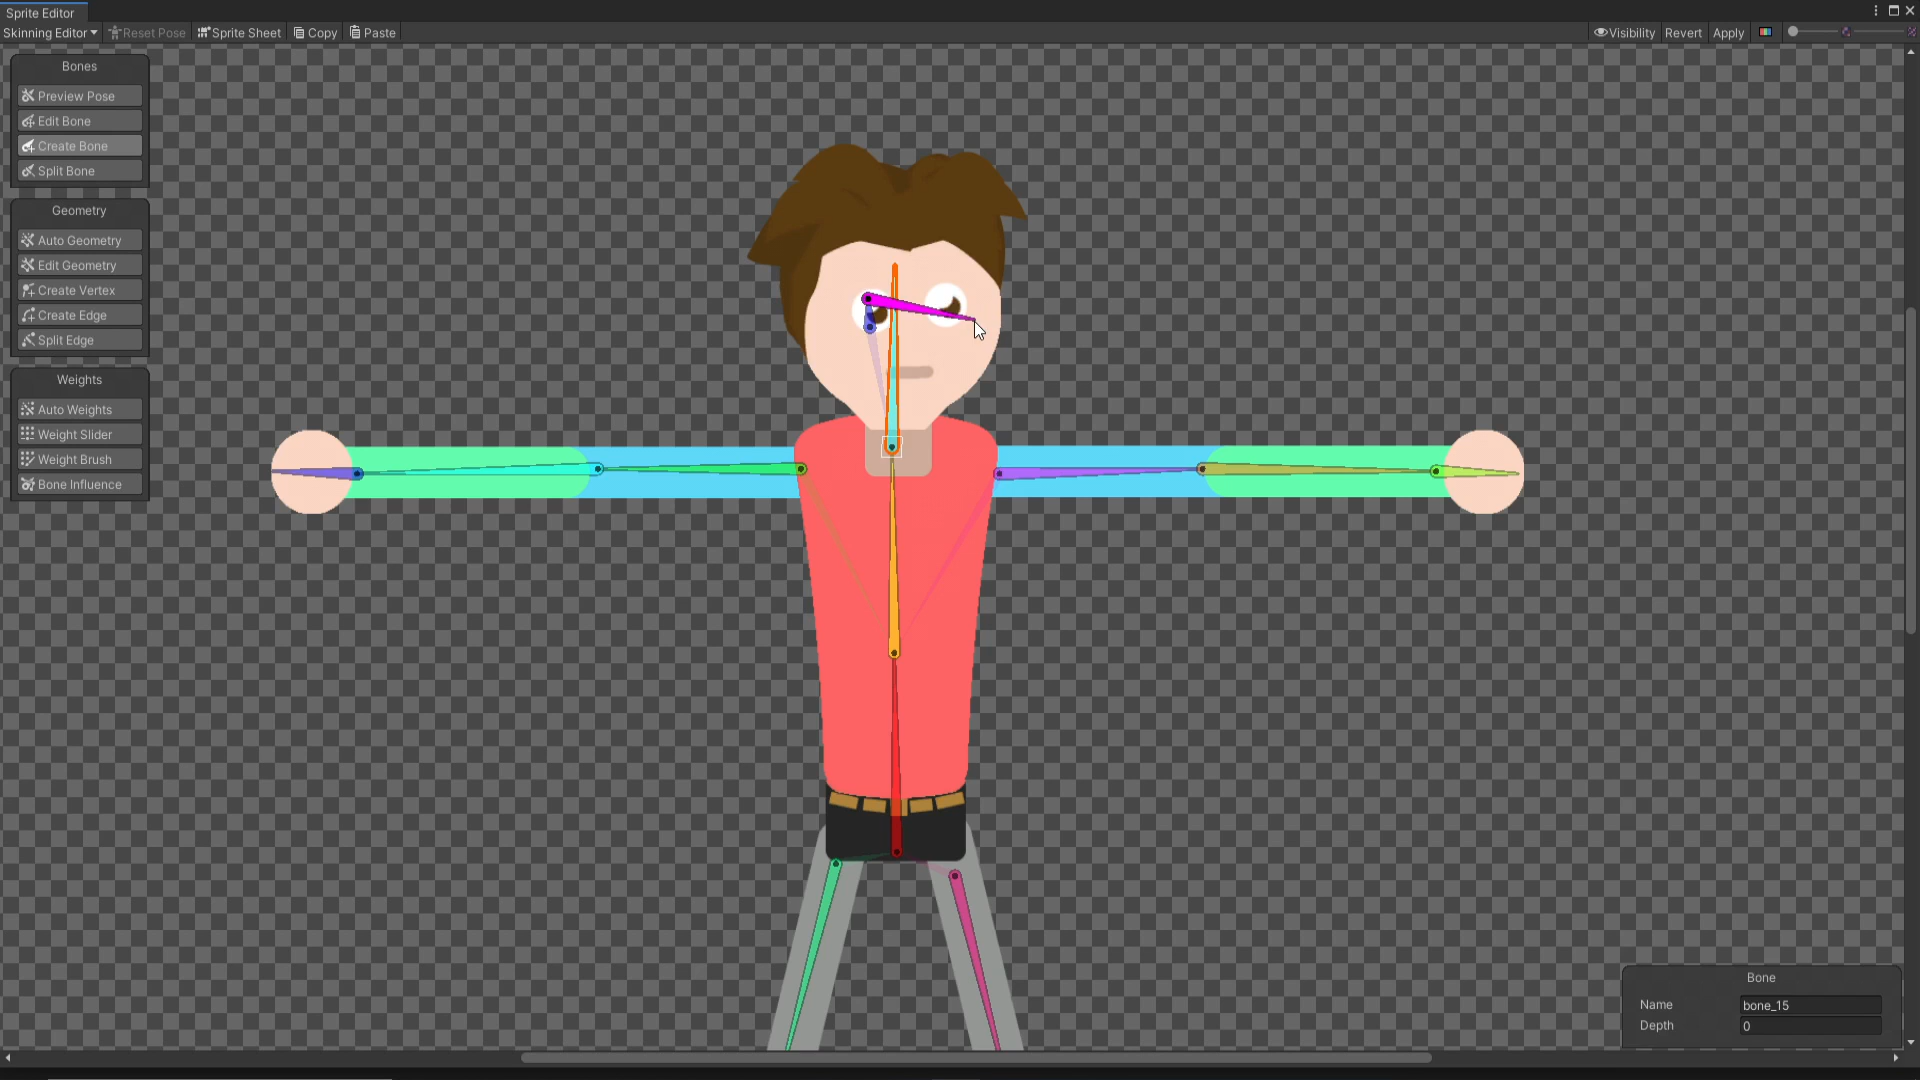 Sprite Editor
Skinning Editor Reset Pose Sprite Sheet Copy Paste Visibility Revert Apply
Bones
Preview Pose
Edit Bone
Create Bone
Split Bone
Geometry
Auto Geometry
Edit Geometry
Create Vertex
Create Edge
Split Edge
Weights
Auto Weights
Weight Slider
Weight Brush
Bone Influence
Bone
Name bone_15
Depth 0